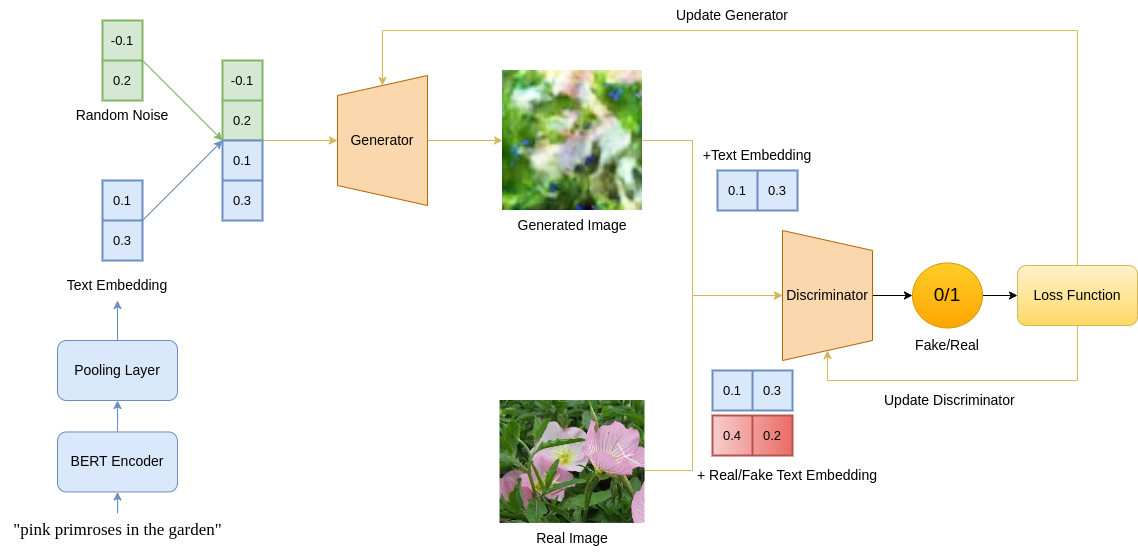 Update Generator
-0.1
0.2
Random Noise
-0.1
0.2
0.1
0.3
Generator
Generated Image
+Text Embedding
0.1 0.3
0.1
0.3
Text Embedding
Pooling Layer
BERT Encoder
"pink primroses in the garden"
Discriminator
0/1
Fake/Real
Loss Function
Update Discriminator
0.1 0.3
0.4 0.2
+ Real/Fake Text Embedding
Real Image